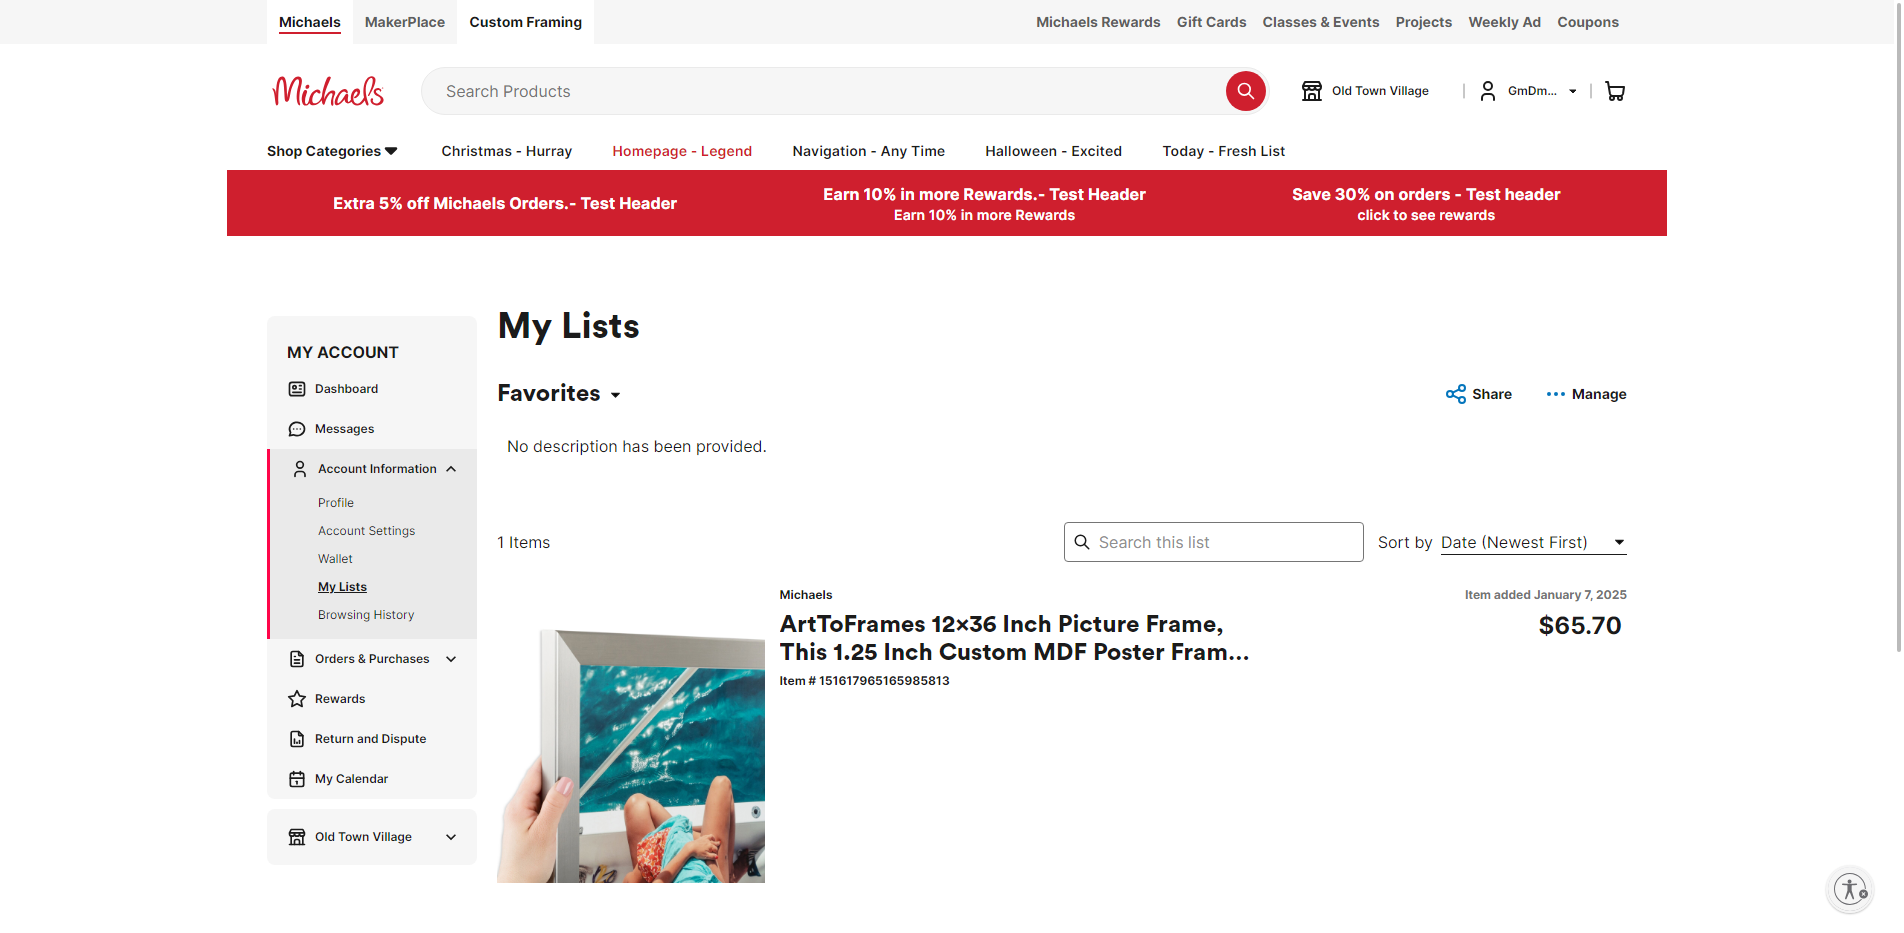 Michaels
MakerPlace
Custom Framing
Michaels Rewards
Gift Cards
Classes & Events
Projects
Weekly Ad
Coupons
Michaels
Search Products
Old Town Village
GmDm...
Shop Categories
Christmas - Hurray
Homepage - Legend
Navigation - Any Time
Halloween - Excited
Today - Fresh List
Extra 5% off Michaels Orders.- Test Header
Earn 10% in more Rewards.- Test Header
Earn 10% in more Rewards
Save 30% on orders - Test header
click to see rewards
MY ACCOUNT
Dashboard
Messages
Account Information
Profile
Account Settings
Wallet
My Lists
Browsing History
Orders & Purchases
Rewards
Return and Dispute
My Calendar
Old Town Village
My Lists
Favorites
Share
Manage
No description has been provided.
1 Items
Search this list
Sort by
Date (Newest First)
Michaels
ArtToFrames 12x36 Inch Picture Frame,
This 1.25 Inch Custom MDF Poster Fram...
Item # 151617965165985813
Item added January 7, 2025
$65.70